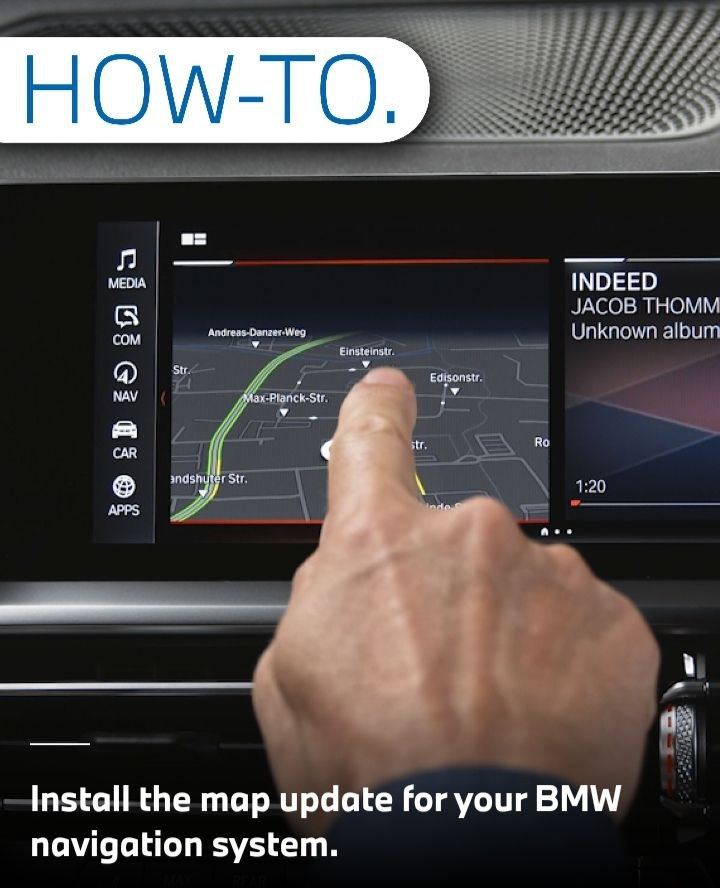 HOW-TO.
MEDIA
COM
NAV
CAR
APPS
Andreas-Danzer-Weg
Einsteinstr.
Str.
Edisonstr.
Max-Planck-Str.
str.
Ro
andshuter Str.
INDEED
JACOB THOMM
Unknown album
1:20
Install the map update for your BMW
navigation system.